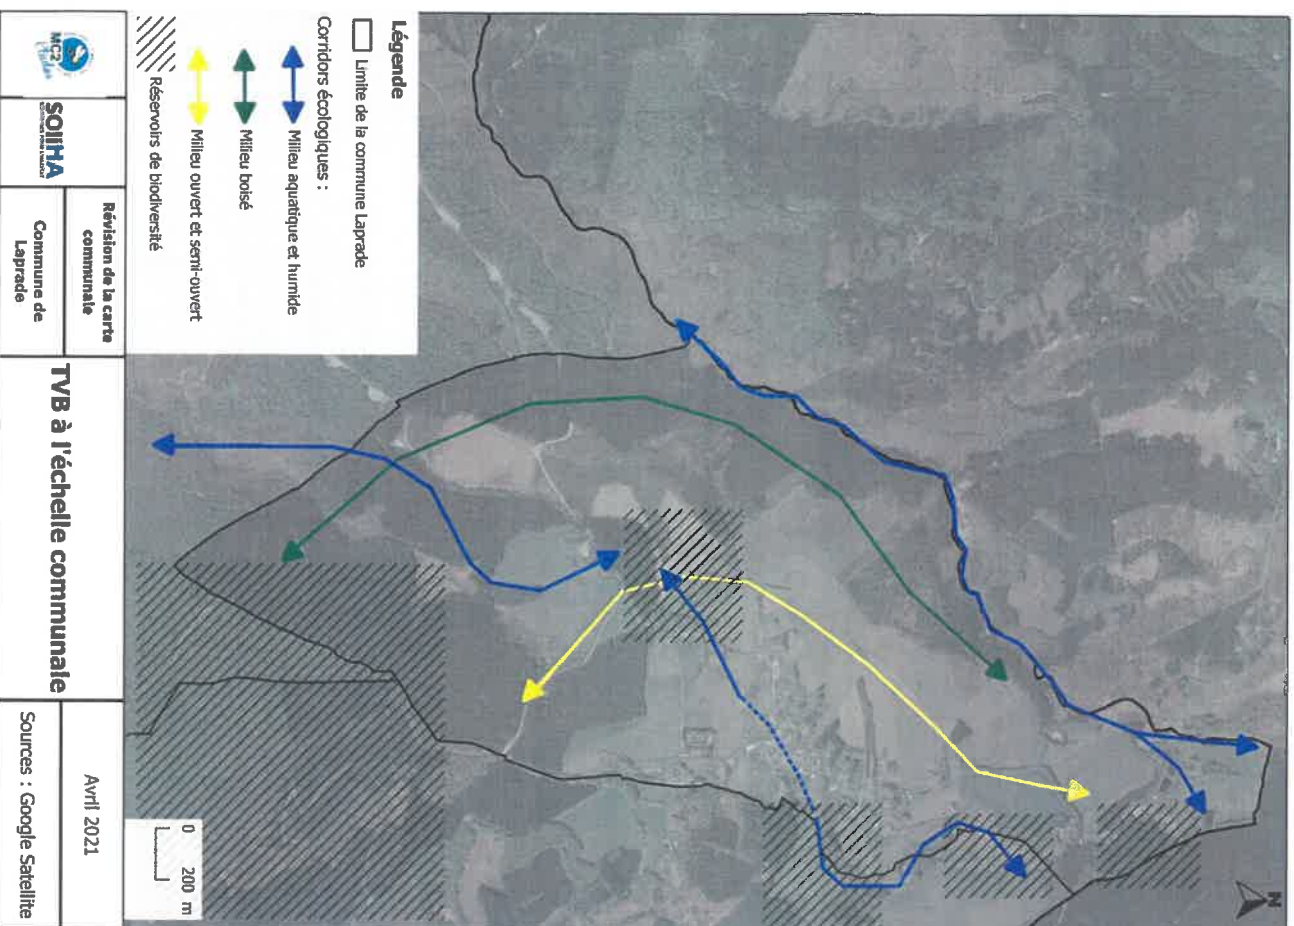 Légende
Limite de la commune Laprade
Corridors écologiques :
Milieu aquatique et humide
Milieu boisé
Milieu ouvert et semi-ouvert
Réservoirs de biodiversité
N
0 200 m
MC2
Études
SOliHA
Révision de la carte
communale
Commune de
Laprade
TVB à l'échelle communale
Avril 2021
Sources : Google Satellite